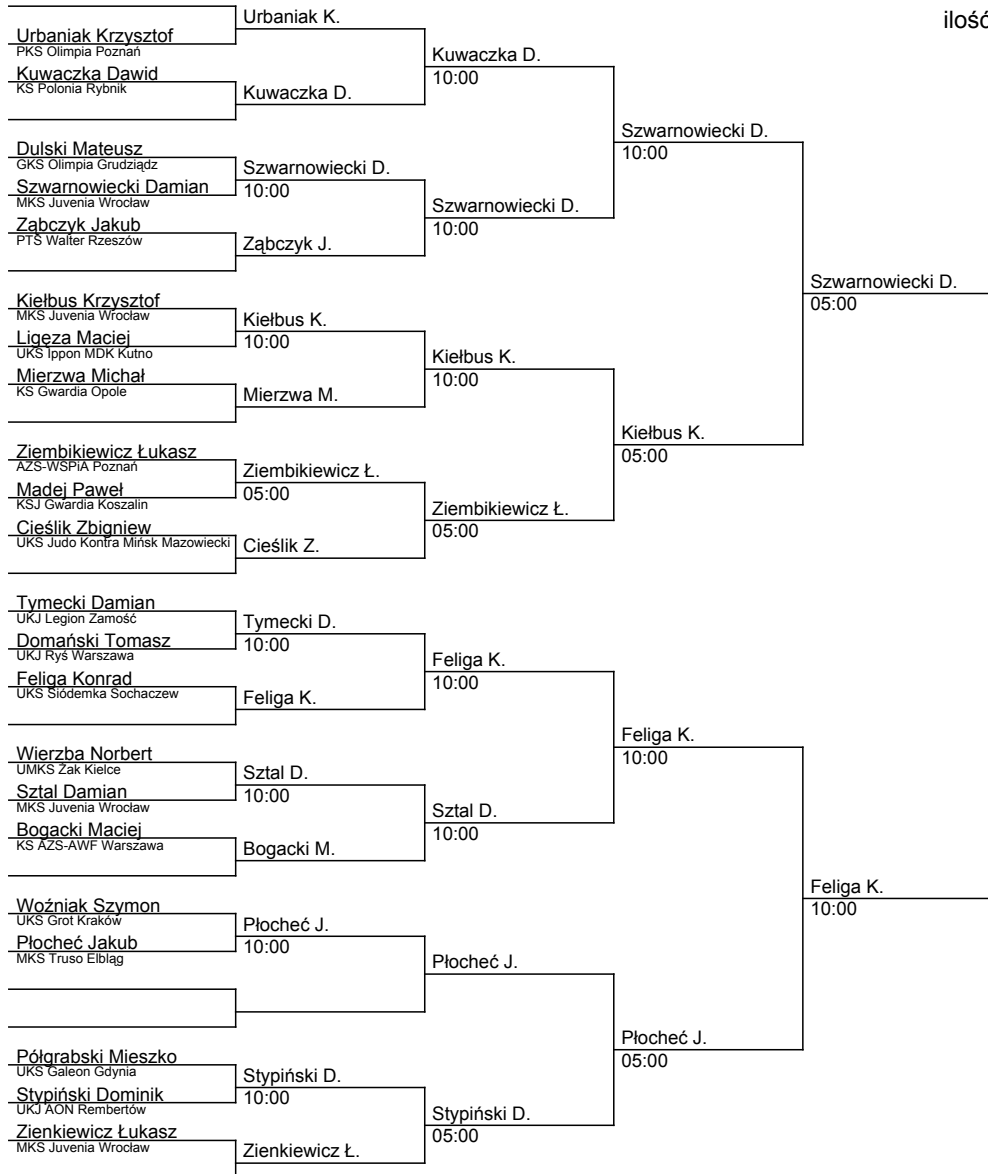 Urbaniak K.
ilość
Urbaniak Krzysztof
PKS Olimpia Poznań
Kuwaczka D.
10:00
Kuwaczka Dawid
KS Polonia Rybnik
Kuwaczka D.
Szwarnowiecki D.
10:00
Dulski Mateusz
GKS Olimpia Grudziądz
Szwarnowiecki D.
10:00
Szwarnowiecki Damian
MKS Juvenia Wrocław
Szwarnowiecki D.
10:00
Ząbczyk Jakub
PTS Walter Rzeszów
Ząbczyk J.
Szwarnowiecki D.
05:00
Kiełbus Krzysztof
MKS Juvenia Wrocław
Kiełbus K.
10:00
Ligęza Maciej
UKS Ippon MDK Kutno
Kiełbus K.
10:00
Mierzwa Michał
KS Gwardia Opole
Mierzwa M.
Kiełbus K.
05:00
Ziembikiewicz Łukasz
AZS-WSPiA Poznań
Ziembikiewicz Ł.
05:00
Madej Paweł
KSJ Gwardia Koszalin
Ziembikiewicz Ł.
05:00
Cieślik Zbigniew
UKS Judo Kontra Mińsk Mazowiecki
Cieślik Z.
Tymecki Damian
UKJ Legion Zamość
Tymecki D.
10:00
Domański Tomasz
UKJ Ryś Warszawa
Feliga K.
10:00
Feliga Konrad
UKS Siódemka Sochaczew
Feliga K.
Feliga K.
10:00
Wierzba Norbert
UMKS Żak Kielce
Sztal D.
10:00
Sztal Damian
MKS Juvenia Wrocław
Sztal D.
10:00
Bogacki Maciej
KS AZS-AWF Warszawa
Bogacki M.
Feliga K.
10:00
Woźniak Szymon
UKS Grot Kraków
Płocheć J.
10:00
Płocheć Jakub
MKS Truso Elbląg
Płocheć J.
Płocheć J.
05:00
Półgrabski Mieszko
UKS Galeon Gdynia
Stypiński D.
10:00
Stypiński Dominik
UKJ AON Rembertów
Stypiński D.
05:00
Zienkiewicz Łukasz
MKS Juvenia Wrocław
Zienkiewicz Ł.